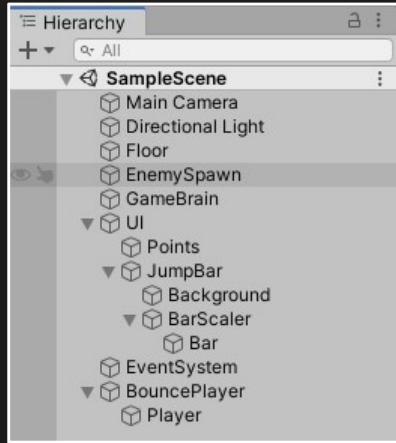 Hierarchy
All
SampleScene
Main Camera
Directional Light
Floor
EnemySpawn
GameBrain
UI
Points
JumpBar
Background
BarScaler
Bar
EventSystem
BouncePlayer
Player